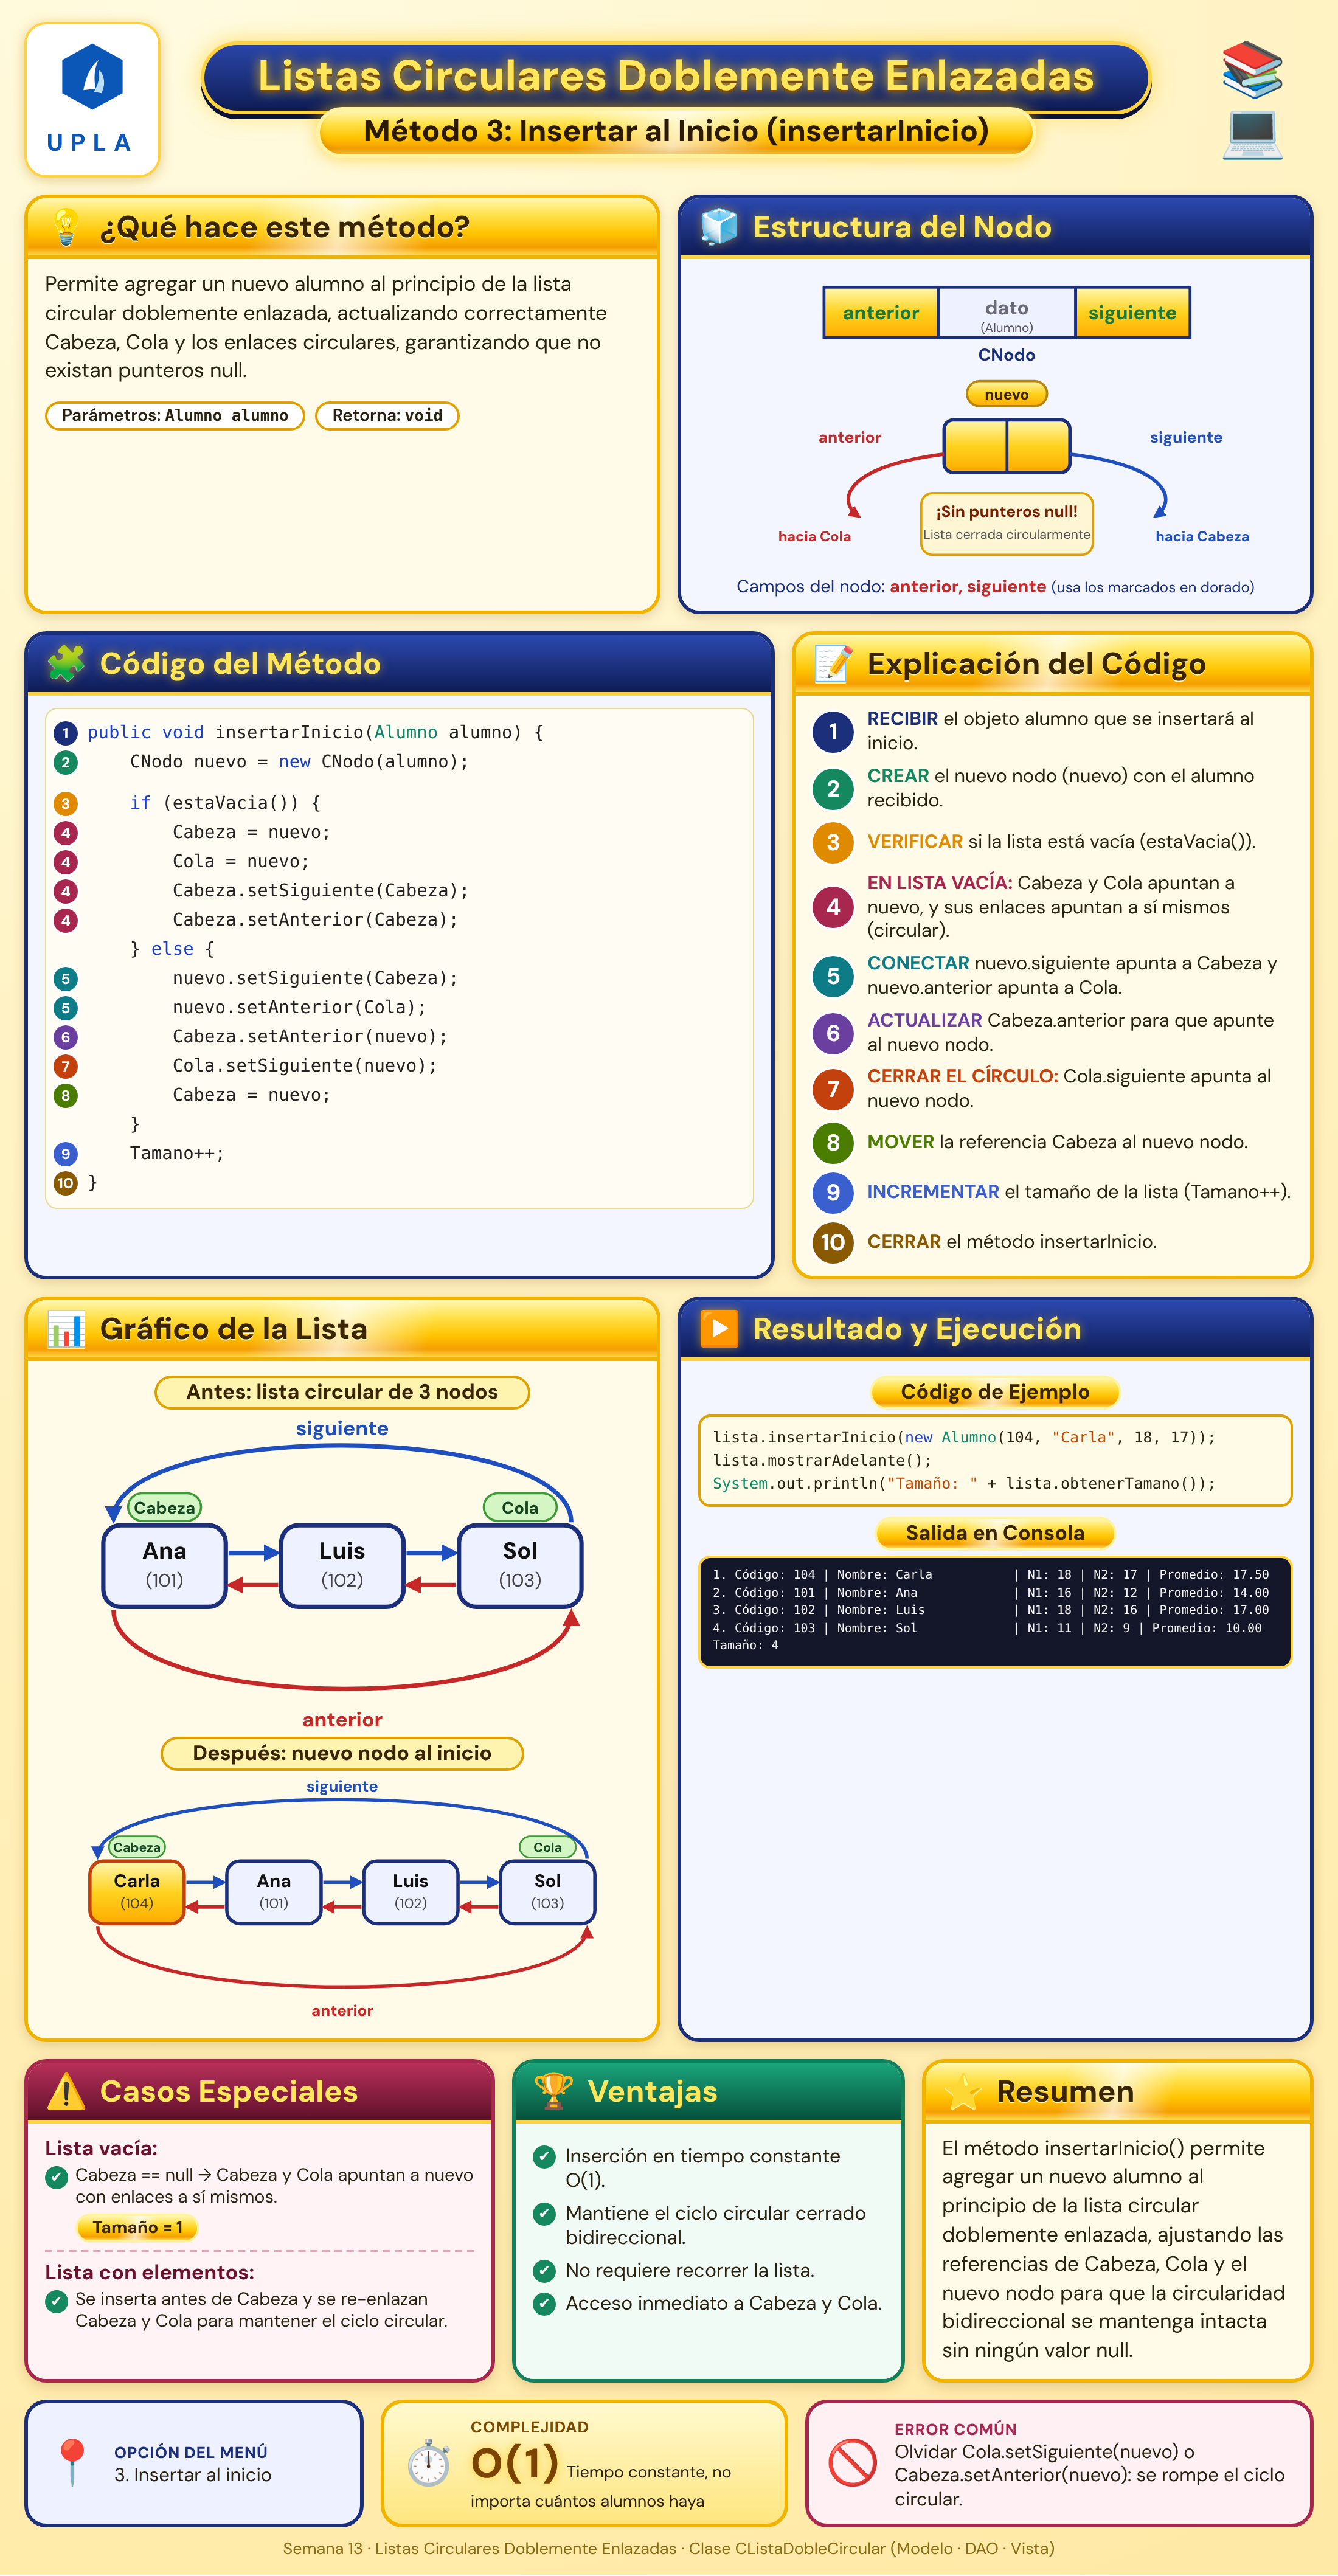 UPLA
Listas Circulares Doblemente Enlazadas
Método 3: Insertar al Inicio (insertarInicio)
¿Qué hace este método?
Permite agregar un nuevo alumno al principio de la lista
circular doblemente enlazada, actualizando correctamente
Cabeza, Cola y los enlaces circulares, garantizando que no
existan punteros null.
Parámetros: Alumno alumno
Retorna: void
Estructura del Nodo
anterior
dato
(Alumno)
siguiente
CNodo
nuevo
anterior
siguiente
¡Sin punteros null!
Lista cerrada circularmente
hacia Cola
hacia Cabeza
Campos del nodo: anterior, siguiente (usa los marcados en dorado)
Código del Método
1 public void insertarInicio(Alumno alumno) {
2 CNodo nuevo = new CNodo(alumno);
3 if (estaVacia()) {
4 Cabeza = nuevo;
4 Cola = nuevo;
4 Cabeza.setSiguiente(Cabeza);
4 Cabeza.setAnterior(Cabeza);
} else {
5 nuevo.setSiguiente(Cabeza);
5 nuevo.setAnterior(Cola);
6 Cabeza.setAnterior(nuevo);
7 Cola.setSiguiente(nuevo);
8 Cabeza = nuevo;
}
9 Tamano++;
10 }
Explicación del Código
1 RECIBIR el objeto alumno que se insertará al
inicio.
2 CREAR el nuevo nodo (nuevo) con el alumno
recibido.
3 VERIFICAR si la lista está vacía (estaVacia()).
4 EN LISTA VACÍA: Cabeza y Cola apuntan a
nuevo, y sus enlaces apuntan a sí mismos
(circular).
5 CONECTAR nuevo.siguiente apunta a Cabeza y
nuevo.anterior apunta a Cola.
6 ACTUALIZAR Cabeza.anterior para que apunte
al nuevo nodo.
7 CERRAR EL CÍRCULO: Cola.siguiente apunta al
nuevo nodo.
8 MOVER la referencia Cabeza al nuevo nodo.
9 INCREMENTAR el tamaño de la lista (Tamano++).
10 CERRAR el método insertarInicio.
Gráfico de la Lista
Antes: lista circular de 3 nodos
siguiente
Cabeza
Cola
Ana
(101)
Luis
(102)
Sol
(103)
anterior
Después: nuevo nodo al inicio
siguiente
Cabeza
Cola
Carla
(104)
Ana
(101)
Luis
(102)
Sol
(103)
anterior
Resultado y Ejecución
Código de Ejemplo
lista.insertarInicio(new Alumno(104, "Carla", 18, 17));
lista.mostrarAdelante();
System.out.println("Tamaño: " + lista.obtenerTamano());
Salida en Consola
1. Código: 104 | Nombre: Carla | N1: 18 | N2: 17 | Promedio: 17.50
2. Código: 101 | Nombre: Ana | N1: 16 | N2: 12 | Promedio: 14.00
3. Código: 102 | Nombre: Luis | N1: 18 | N2: 16 | Promedio: 17.00
4. Código: 103 | Nombre: Sol | N1: 11 | N2: 9 | Promedio: 10.00
Tamaño: 4
Casos Especiales
Lista vacía:
Cabeza == null → Cabeza y Cola apuntan a nuevo
con enlaces a sí mismos.
Tamaño = 1
Lista con elementos:
Se inserta antes de Cabeza y se re-enlazan
Cabeza y Cola para mantener el ciclo circular.
Ventajas
Inserción en tiempo constante
O(1).
Mantiene el ciclo circular cerrado
bidireccional.
No requiere recorrer la lista.
Acceso inmediato a Cabeza y Cola.
Resumen
El método insertarInicio() permite
agregar un nuevo alumno al
principio de la lista circular
doblemente enlazada, ajustando las
referencias de Cabeza, Cola y el
nuevo nodo para que la circularidad
bidireccional se mantenga intacta
sin ningún valor null.
OPCIÓN DEL MENÚ
3. Insertar al inicio
COMPLEJIDAD
O(1) Tiempo constante, no
importa cuántos alumnos haya
ERROR COMÚN
Olvidar Cola.setSiguiente(nuevo) o
Cabeza.setAnterior(nuevo): se rompe el ciclo
circular.
Semana 13 · Listas Circulares Doblemente Enlazadas · Clase CListaDobleCircular (Modelo · DAO · Vista)